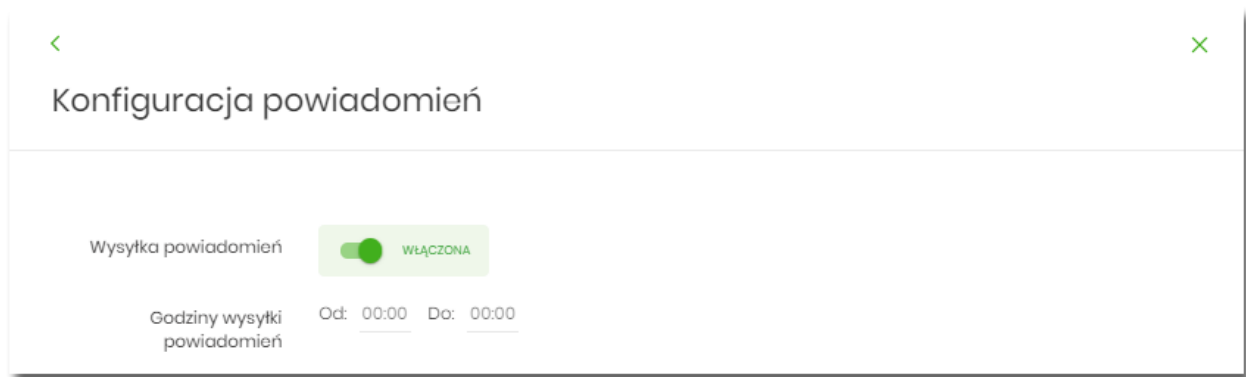 Konfiguracja powiadomień
Wysyłka powiadomień
WŁĄCZONA
Godziny wysyłki
powiadomień
Od: 00:00 Do: 00:00